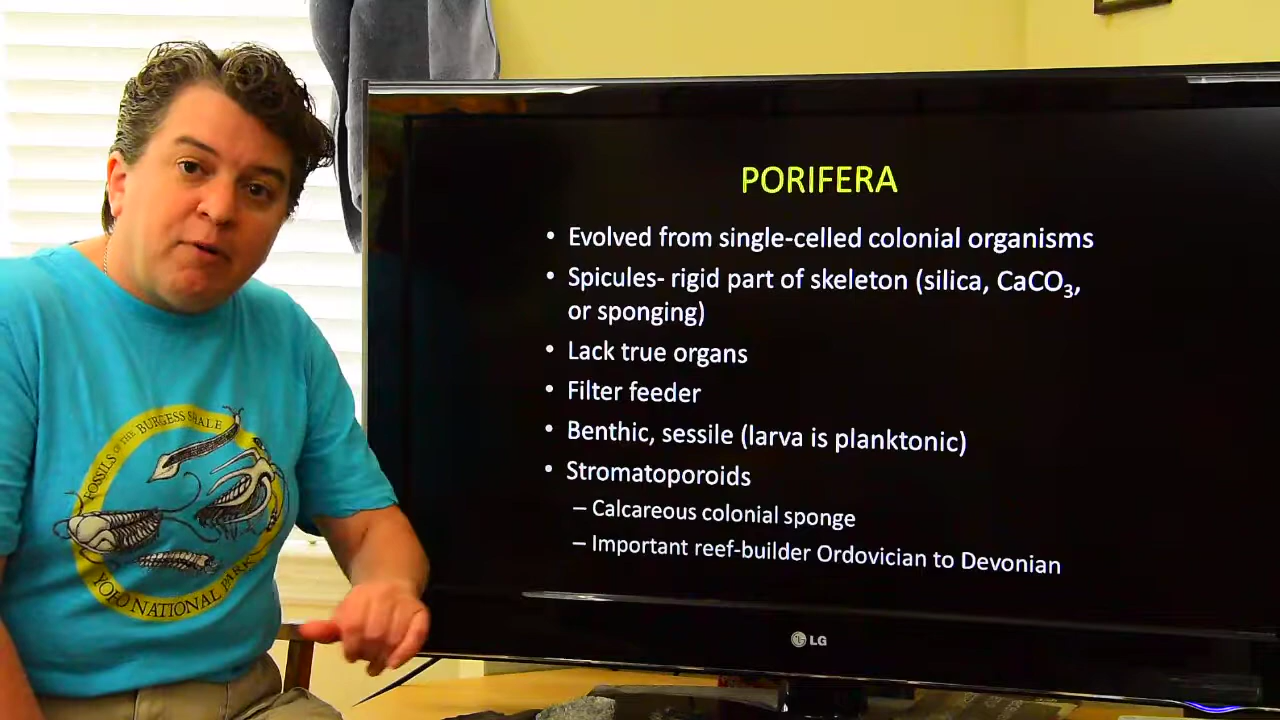 PORIFERA
• Evolved from single-celled colonial organisms
• Spicules- rigid part of skeleton (silica, CaCO₃,
or sponging)
• Lack true organs
• Filter feeder
• Benthic, sessile (larva is planktonic)
• Stromatoporoids
– Calcareous colonial sponge
– Important reef-builder Ordovician to Devonian
LG
FOSSILS OF THE BURGESS SHALE
YOHO NATIONAL PARK